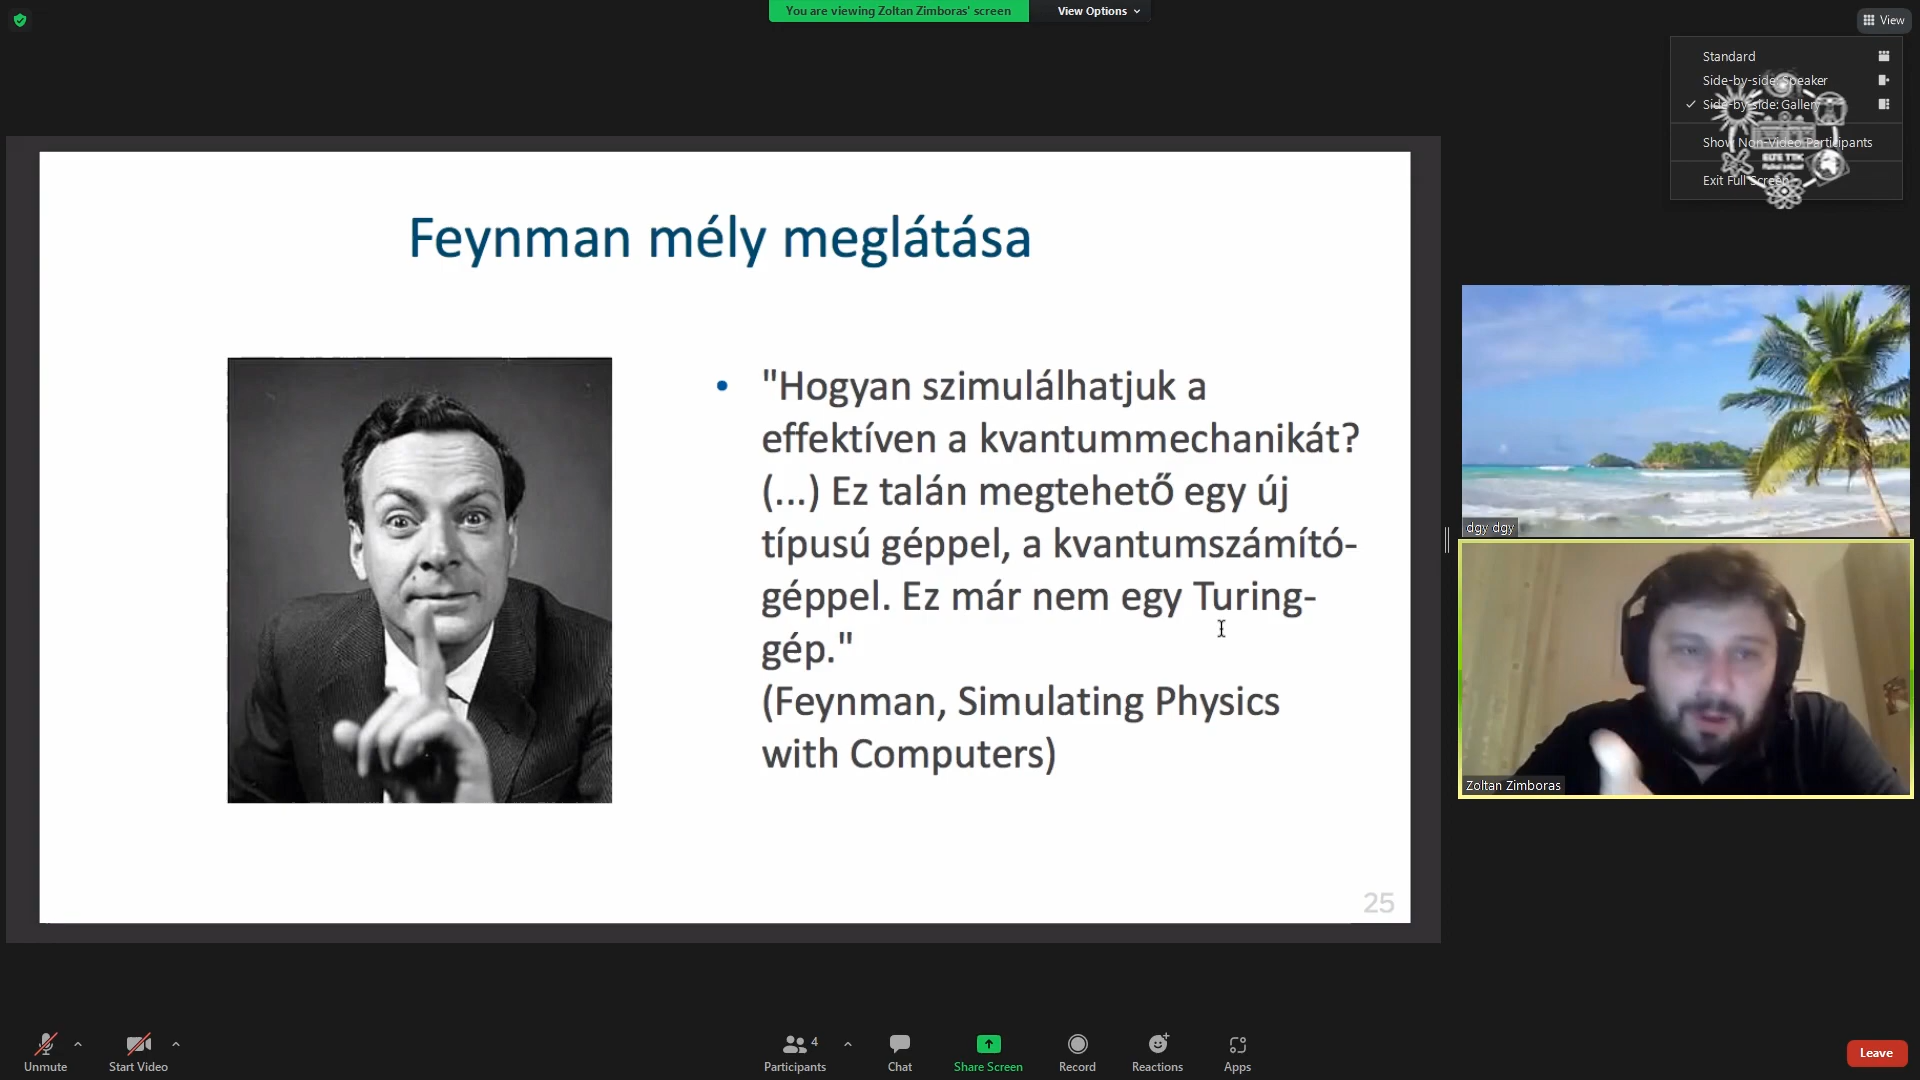 You are viewing Zoltan Zimboras' screen
View Options
View
Standard
Side-by-side: Speaker
Side-by-side: Gallery
Show Non-Video Participants
Exit Full Screen
ELTE TTK
Feynman mély meglátása
"Hogyan szimulálhatjuk a
effektíven a kvantummechanikát?
(...) Ez talán megtehető egy új
típusú géppel, a kvantumszámító-
géppel. Ez már nem egy Turing-
gép."
(Feynman, Simulating Physics
with Computers)
25
dgy dgy
Zoltan Zimboras
Unmute
Start Video
Participants
4
Chat
Share Screen
Record
Reactions
Apps
Leave